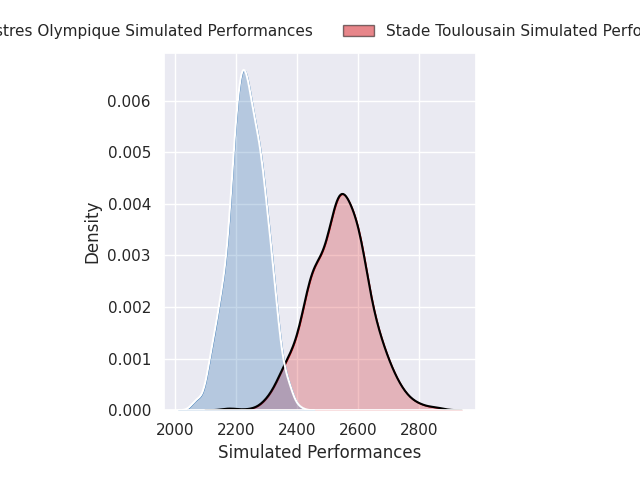 stres Olympique Simulated Performances
Stade Toulousain Simulated Perfo
0.006
0.005
0.004
0.003
0.002
0.001
0.000
Density
2000 2200 2400 2600 2800
Simulated Performances